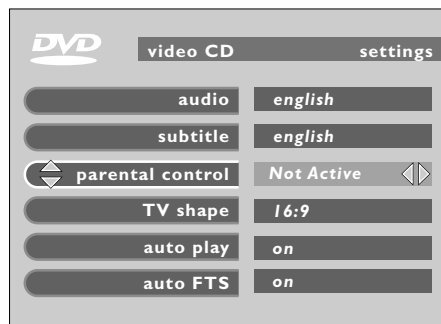 DVD
video CD settings
audio english
subtitle english
parental control Not Active
TV shape 16:9
auto play on
auto FTS on